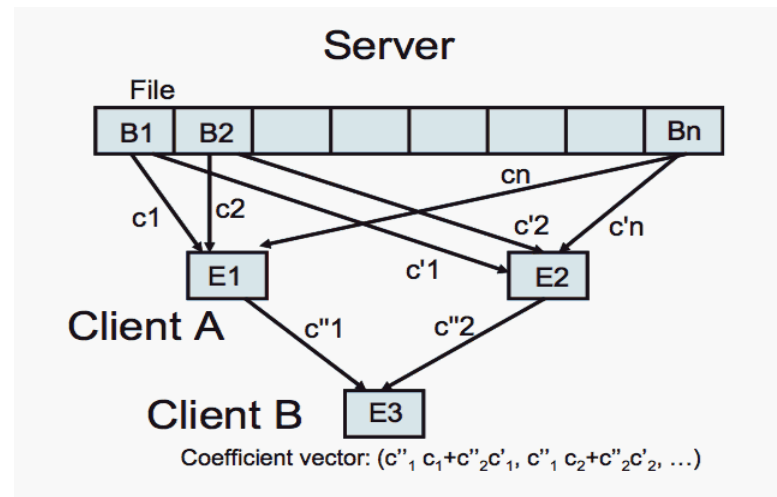 Server
File
B1 B2 Bn
cn
c1 c2 c'2 c'n
c'1
E1 E2
Client A c"1 c"2
Client B E3
Coefficient vector: (c"₁ c₁+c"₂c'₁, c"₁ c₂+c"₂c'₂, ...)